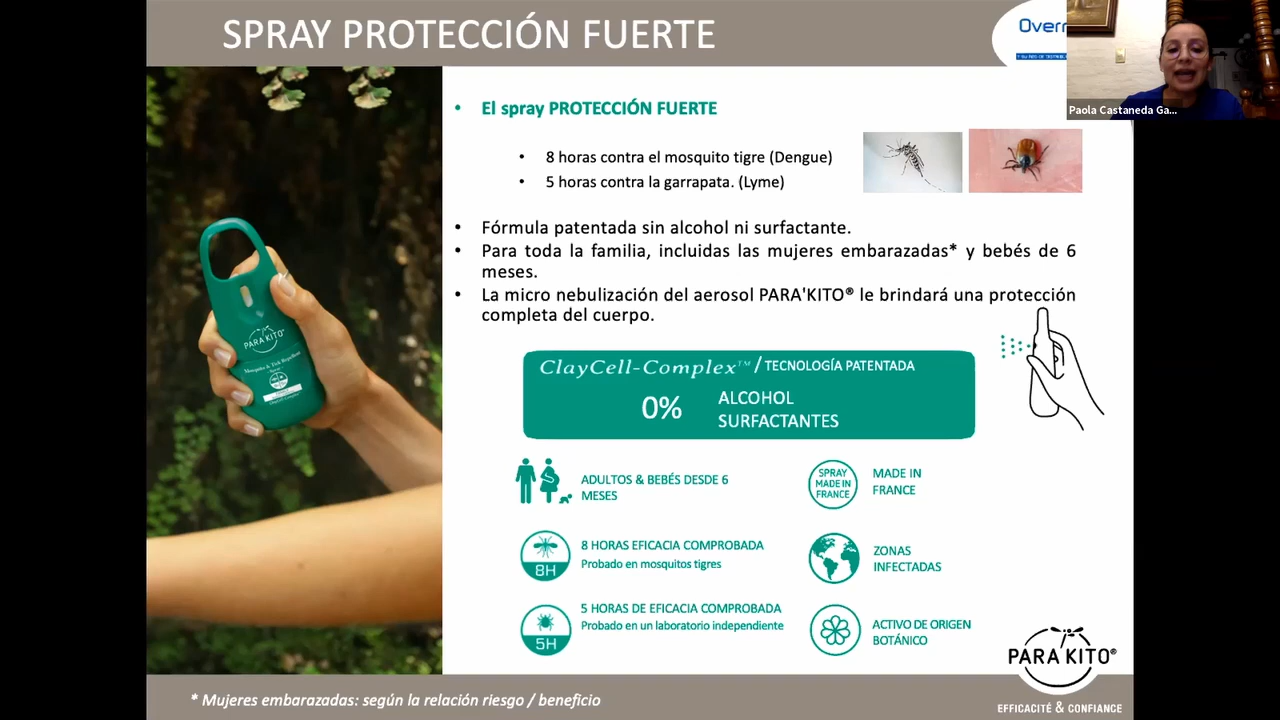 SPRAY PROTECCIÓN FUERTE
Paola Castaneda Ga...
• El spray PROTECCIÓN FUERTE
• 8 horas contra el mosquito tigre (Dengue)
• 5 horas contra la garrapata. (Lyme)
• Fórmula patentada sin alcohol ni surfactante.
• Para toda la familia, incluidas las mujeres embarazadas* y bebés de 6
meses.
• La micro nebulización del aerosol PARA'KITO® le brindará una protección
completa del cuerpo.
PARA KITO®
Mosquito & Tick Repellent
ClayCell-Complex™ / TECNOLOGÍA PATENTADA
0% ALCOHOL
SURFACTANTES
ADULTOS & BEBÉS DESDE 6
MESES
SPRAY
MADE IN
FRANCE
MADE IN
FRANCE
8H
8 HORAS EFICACIA COMPROBADA
Probado en mosquitos tigres
ZONAS
INFECTADAS
5H
5 HORAS DE EFICACIA COMPROBADA
Probado en un laboratorio independiente
ACTIVO DE ORIGEN
BOTÁNICO
PARA KITO®
EFFICACITÉ & CONFIANCE
* Mujeres embarazadas: según la relación riesgo / beneficio